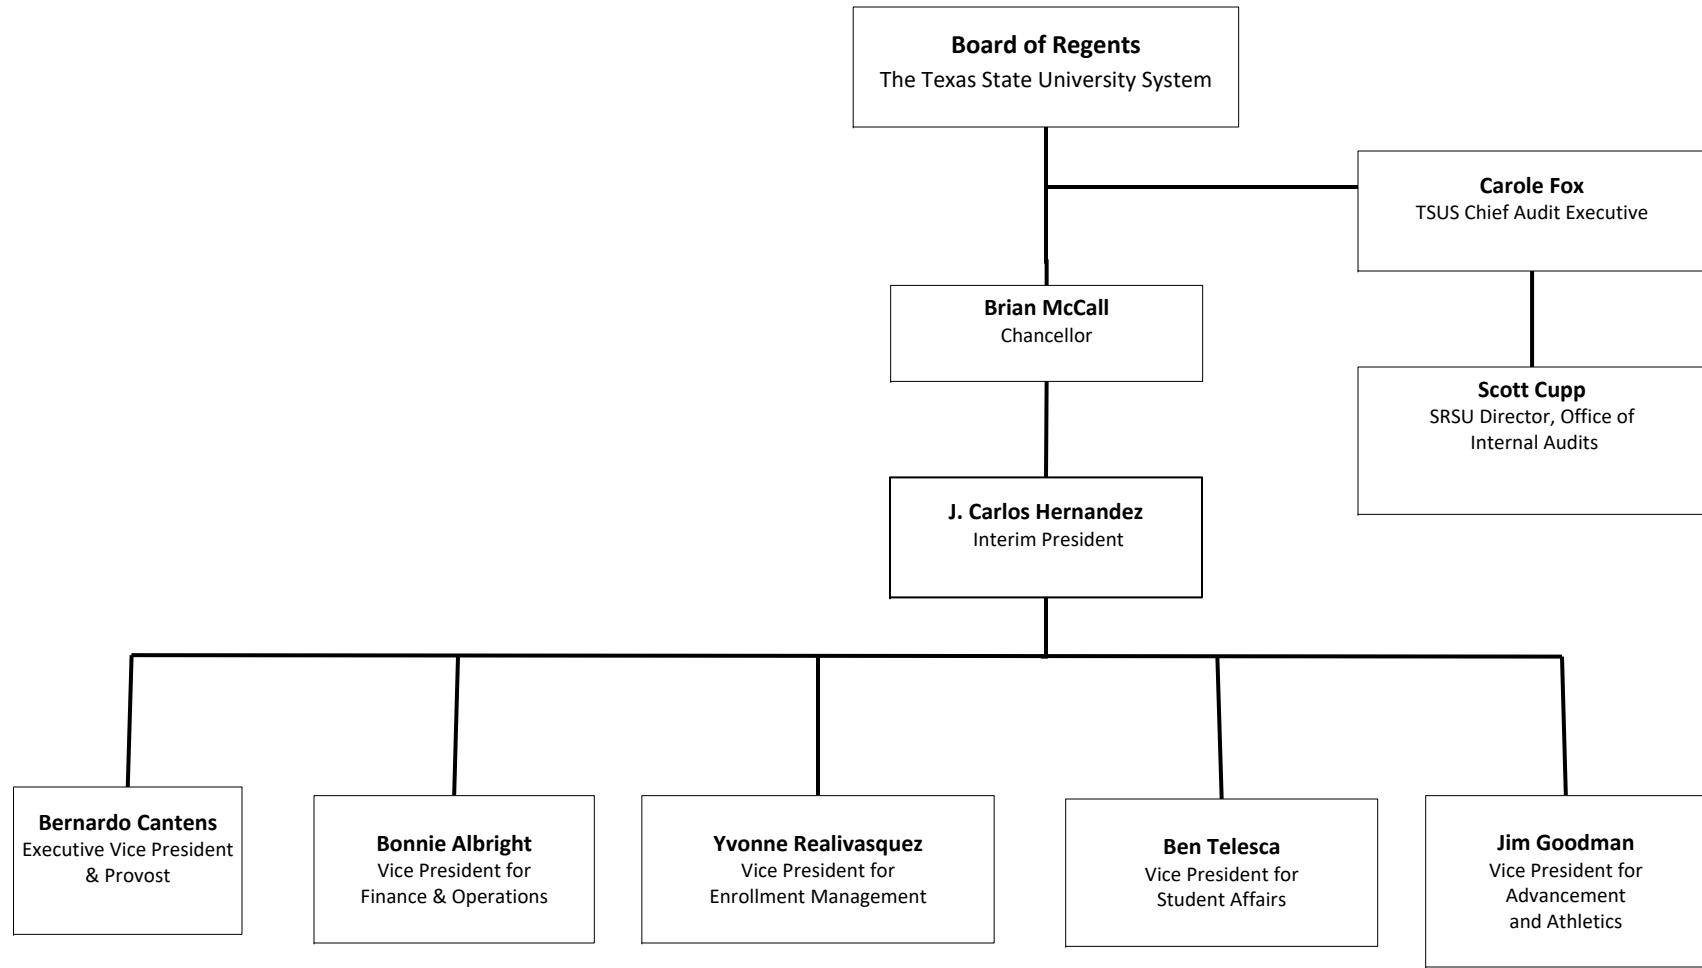 Board of Regents
The Texas State University System
Carole Fox
TSUS Chief Audit Executive
Brian McCall
Chancellor
Scott Cupp
SRSU Director, Office of
Internal Audits
J. Carlos Hernandez
Interim President
Bernardo Cantens
Executive Vice President
& Provost
Bonnie Albright
Vice President for
Finance & Operations
Yvonne Realivasquez
Vice President for
Enrollment Management
Ben Telesca
Vice President for
Student Affairs
Jim Goodman
Vice President for
Advancement
and Athletics